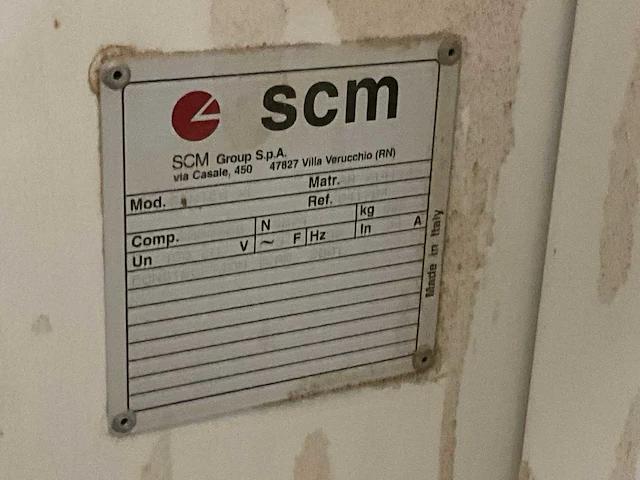 scm
SCM Group S.p.A.
via Casale, 450 47827 Villa Verucchio (RN)
Mod. Matr.
Ref.
Comp. N kg
Un V ~ F Hz In A
Made in Italy